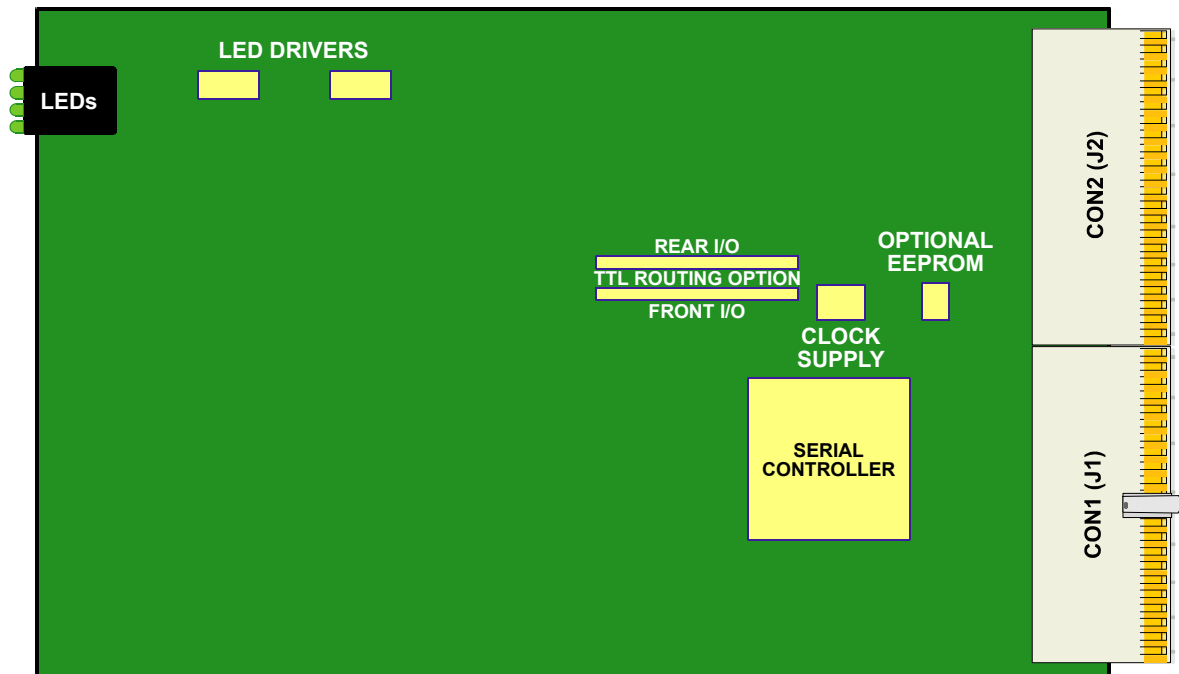 LED DRIVERS
LEDs
CON2 (J2)
REAR I/O
TTL ROUTING OPTION
FRONT I/O
OPTIONAL
EEPROM
CLOCK
SUPPLY
SERIAL
CONTROLLER
CON1 (J1)